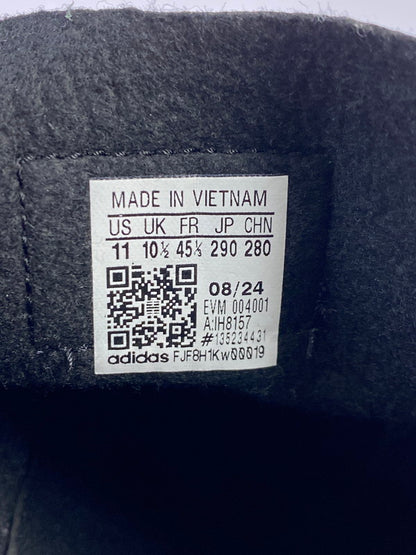 MADE IN VIETNAM
US UK FR JP CHN
11 10½ 45⅓ 290 280
08/24
EVM 004001
A:IH8157
#135234431
adidas FJF8H1Kw00019